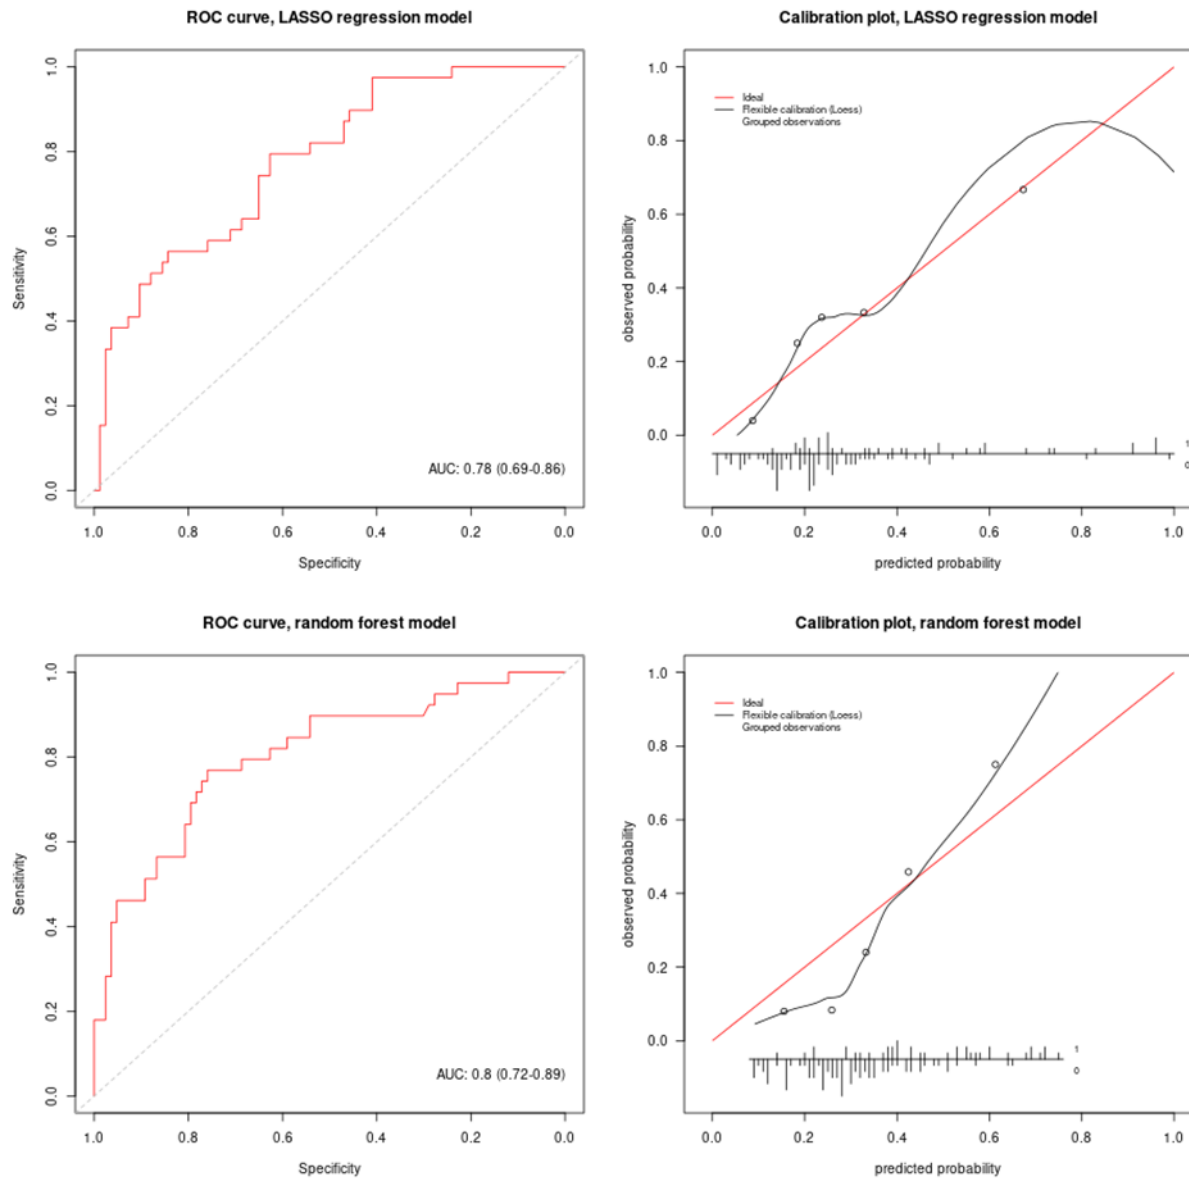 ROC curve, LASSO regression model
Sensitivity
1.0
0.8
0.6
0.4
0.2
0.0
AUC: 0.78 (0.69-0.86)
1.0 0.8 0.6 0.4 0.2 0.0
Specificity
Calibration plot, LASSO regression model
observed probability
1.0
0.8
0.6
0.4
0.2
0.0
Ideal
Flexible calibration (Loess)
Grouped observations
1
0
0.0 0.2 0.4 0.6 0.8 1.0
predicted probability
ROC curve, random forest model
Sensitivity
1.0
0.8
0.6
0.4
0.2
0.0
AUC: 0.8 (0.72-0.89)
1.0 0.8 0.6 0.4 0.2 0.0
Specificity
Calibration plot, random forest model
observed probability
1.0
0.8
0.6
0.4
0.2
0.0
Ideal
Flexible calibration (Loess)
Grouped observations
1
0
0.0 0.2 0.4 0.6 0.8 1.0
predicted probability